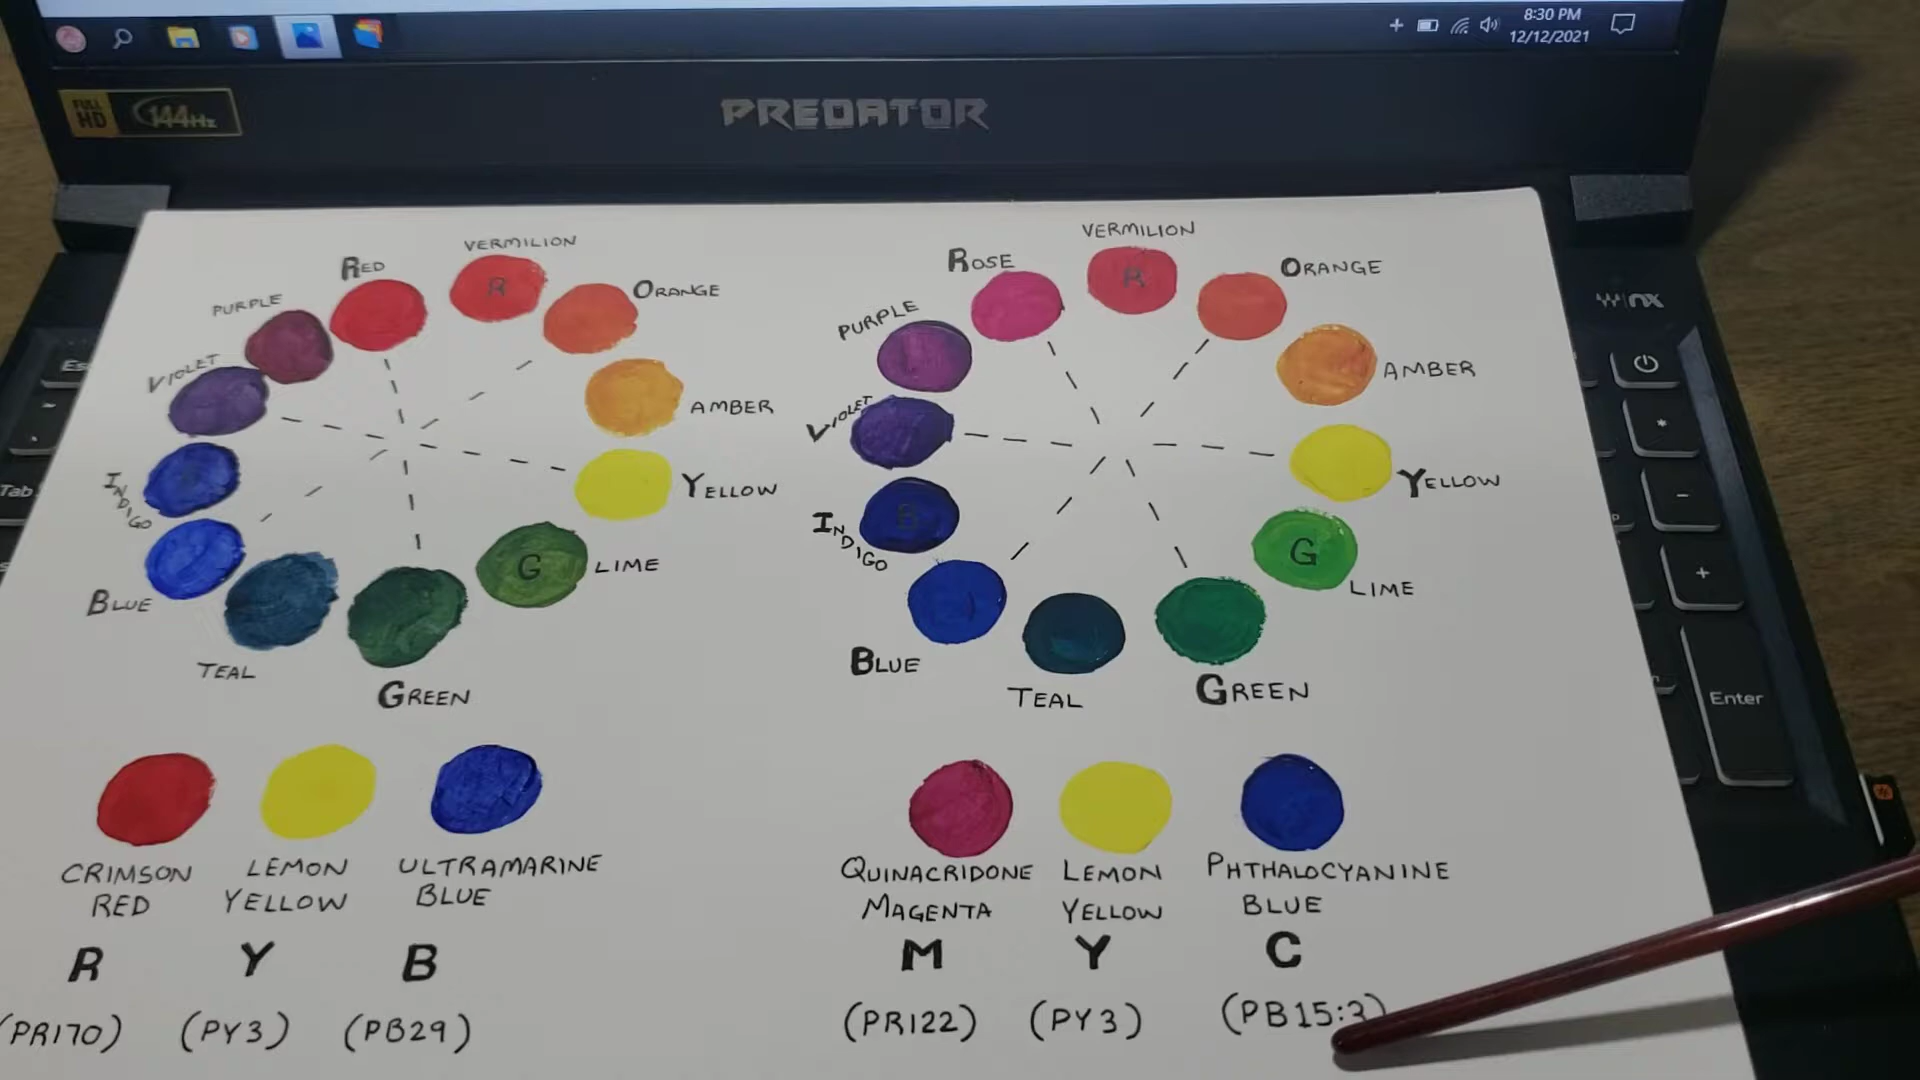 8:30 PM
12/12/2021
FULL HD 144Hz
PREDATOR
RED
VERMILION
R
ORANGE
PURPLE
VIOLET
AMBER
INDIGO
YELLOW
BLUE
G
LIME
TEAL
GREEN
ROSE
VERMILION
R
ORANGE
PURPLE
AMBER
VIOLET
YELLOW
INDIGO
B
G
LIME
BLUE
TEAL
GREEN
CRIMSON RED
LEMON YELLOW
ULTRAMARINE BLUE
R Y B
(PR170) (PY3) (PB29)
QUINACRIDONE MAGENTA
LEMON YELLOW
PHTHALOCYANINE BLUE
M Y C
(PR122) (PY3) (PB15:3)
Esc
Tab
*
-
+
Enter